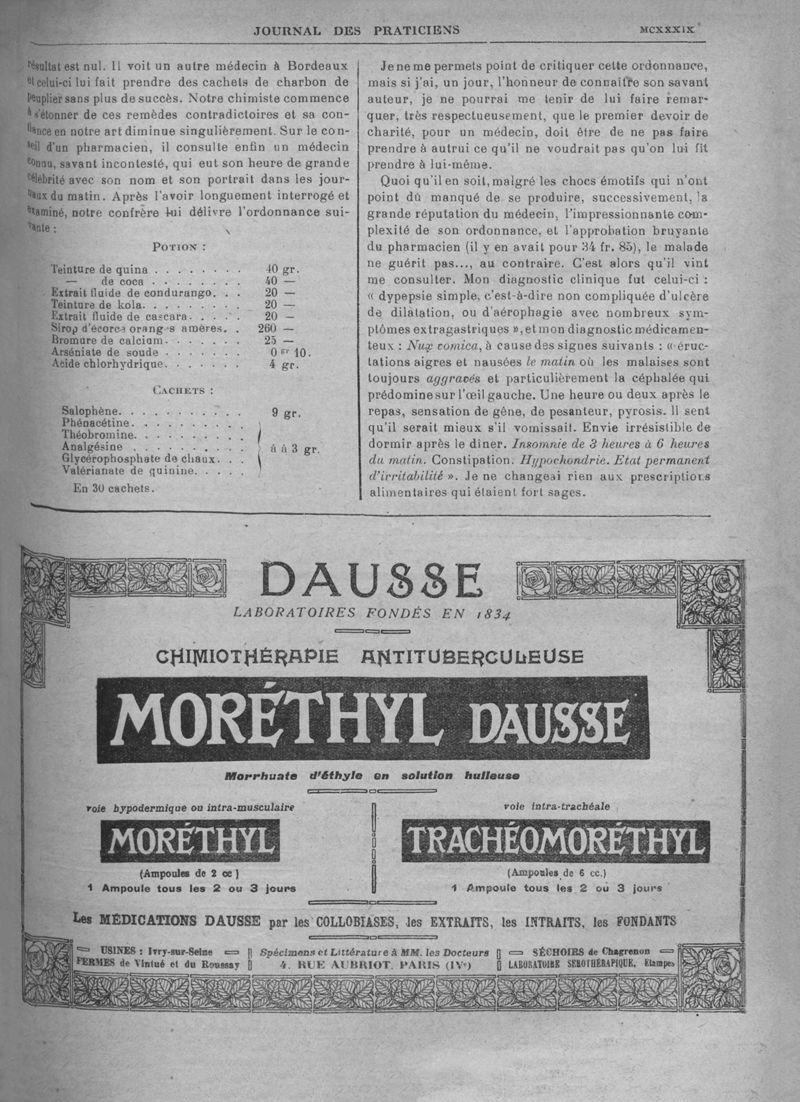 JOURNAL DES PRATICIENS
MCXXXIX
résultat est nul. Il voit un autre médecin à Bordeaux
et celui-ci lui fait prendre des cachets de charbon de
peuplier sans plus de succès. Notre chimiste commence
à s'étonner de ces remèdes contradictoires et sa con-
fiance en notre art diminue singulièrement. Sur le con-
seil d'un pharmacien, il consulte enfin un médecin
connu, savant incontesté, qui eut son heure de grande
célébrité avec son nom et son portrait dans les jour-
naux du matin. Après l'avoir longuement interrogé et
examiné, notre confrère lui délivre l'ordonnance sui-
vante :
POTION :
Teinture de quina . . . . . . . . 40 gr.
— de coca . . . . . . . . 40 —
Extrait fluide de condurango. . . 20 —
Teinture de kola. . . . . . . . . 20 —
Extrait fluide de cascara. . . . . 20 —
Sirop d'écorces oranges amères. . 260 —
Bromure de calcium. . . . . . . 25 —
Arséniate de soude . . . . . . . 0 gr 10.
Acide chlorhydrique. . . . . . . 4 gr.
CACHETS :
Salophène. . . . . . . . . . . 9 gr.
Phénacétine. . . . . . . . . .
Théobromine. . . . . . . . . .
Analgésine . . . . . . . . . . ââ 3 gr.
Glycérophosphate de chaux. . .
Valérianate de quinine. . . . .
En 30 cachets.
Je ne me permets point de critiquer cette ordonnance,
mais si j'ai, un jour, l'honneur de connaître son savant
auteur, je ne pourrai me tenir de lui faire remar-
quer, très respectueusement, que le premier devoir de
charité, pour un médecin, doit être de ne pas faire
prendre à autrui ce qu'il ne voudrait pas qu'on lui fit
prendre à lui-même.
Quoi qu'il en soit, malgré les chocs émotifs qui n'ont
point dû manqué de se produire, successivement, la
grande réputation du médecin, l'impressionnante com-
plexité de son ordonnance, et l'approbation bruyante
du pharmacien (il y en avait pour 34 fr. 85), le malade
ne guérit pas..., au contraire. C'est alors qu'il vint
me consulter. Mon diagnostic clinique fut celui-ci :
« dypepsie simple, c'est-à-dire non compliquée d'ulcère
de dilatation, ou d'aérophagie avec nombreux sym-
ptômes extragastriques », et mon diagnostic médicamen-
teux : Nux vomica, à cause des signes suivants : « éruc-
tations aigres et nausées le matin où les malaises sont
toujours aggravés et particulièrement la céphalée qui
prédomine sur l'œil gauche. Une heure ou deux après le
repas, sensation de gêne, de pesanteur, pyrosis. Il sent
qu'il serait mieux s'il vomissait. Envie irrésistible de
dormir après le diner. Insomnie de 3 heures à 6 heures
du matin. Constipation. Hypochondrie. Etat permanent
d'irritabilité ». Je ne changeai rien aux prescriptions
alimentaires qui étaient fort sages.
DAUSSE
LABORATOIRES FONDÉS EN 1834
CHIMIOTHÉRAPIE ANTITUBERCULEUSE
MORÉTHYL DAUSSE
Morrhuate d'éthyle en solution huileuse
voie hypodermique ou intra-musculaire
MORÉTHYL
(Ampoules de 2 cc)
1 Ampoule tous les 2 ou 3 jours
voie intra-trachéale
TRACHÉOMORÉTHYL
(Ampoules de 6 cc.)
1 Ampoule tous les 2 ou 3 jours
Les MÉDICATIONS DAUSSE par les COLLOBIASES, les EXTRAITS, les INTRAITS, les FONDANTS
USINES : Ivry-sur-Seine
FERMES de Vintué et du Roussay
Spécimens et Littérature à MM. les Docteurs
4, RUE AUBRIOT, PARIS (IVe)
SÉCHOIRS de Chagrenon
LABORATOIRE SEROTHÉRAPIQUE, Etampes